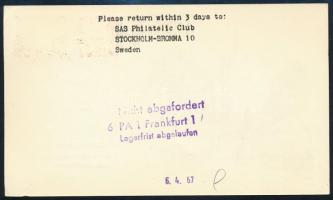 Please return within 3 days to:
SAS Philatelic Club
STOCKHOLM-BROMMA 10
Sweden
Nicht abgefordert
6 PA 1 Frankfurt 1
Lagerfrist abgelaufen
6. 4. 67